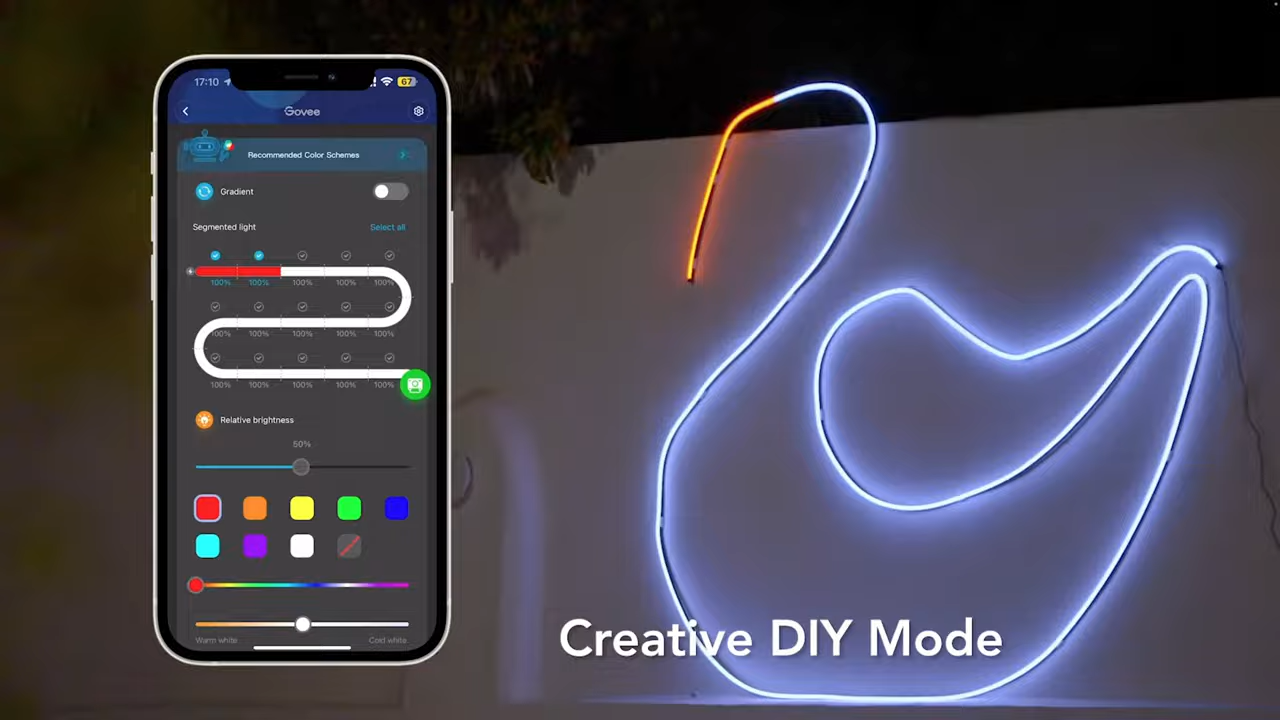 17:10
67
Govee
Recommended Color Schemes
Gradient
Segmented light
Select all
100% 100% 100% 100% 100%
100% 100% 100% 100% 100%
100% 100% 100% 100% 100%
Relative brightness
50%
Warm white
Cold white
Creative DIY Mode